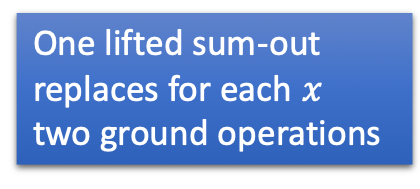 One lifted sum-out
replaces for each x
two ground operations